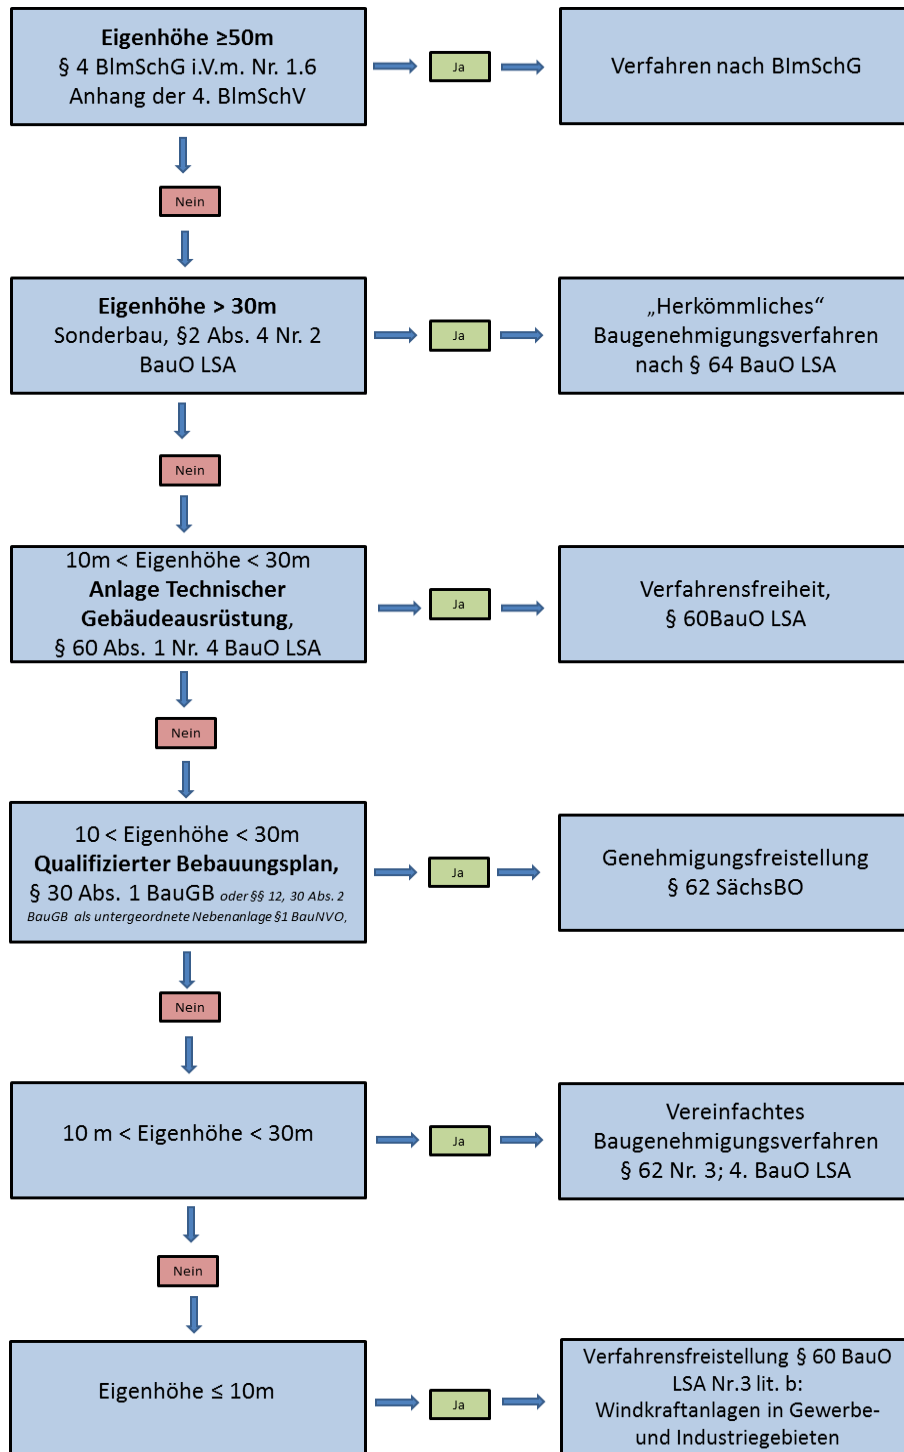 Eigenhöhe ≥50m
§ 4 BImSchG i.V.m. Nr. 1.6
Anhang der 4. BImSchV
Ja
Verfahren nach BImSchG
Nein
Eigenhöhe > 30m
Sonderbau, §2 Abs. 4 Nr. 2
BauO LSA
Ja
„Herkömmliches“
Baugenehmigungsverfahren
nach § 64 BauO LSA
Nein
10m < Eigenhöhe < 30m
Anlage Technischer
Gebäudeausrüstung,
§ 60 Abs. 1 Nr. 4 BauO LSA
Ja
Verfahrensfreiheit,
§ 60BauO LSA
Nein
10 < Eigenhöhe < 30m
Qualifizierter Bebauungsplan,
§ 30 Abs. 1 BauGB oder §§ 12, 30 Abs. 2
BauGB als untergeordnete Nebenanlage §1 BauNVO,
Ja
Genehmigungsfreistellung
§ 62 SächsBO
Nein
10 m < Eigenhöhe < 30m
Ja
Vereinfachtes
Baugenehmigungsverfahren
§ 62 Nr. 3; 4. BauO LSA
Nein
Eigenhöhe ≤ 10m
Ja
Verfahrensfreistellung § 60 BauO
LSA Nr.3 lit. b:
Windkraftanlagen in Gewerbe-
und Industriegebieten